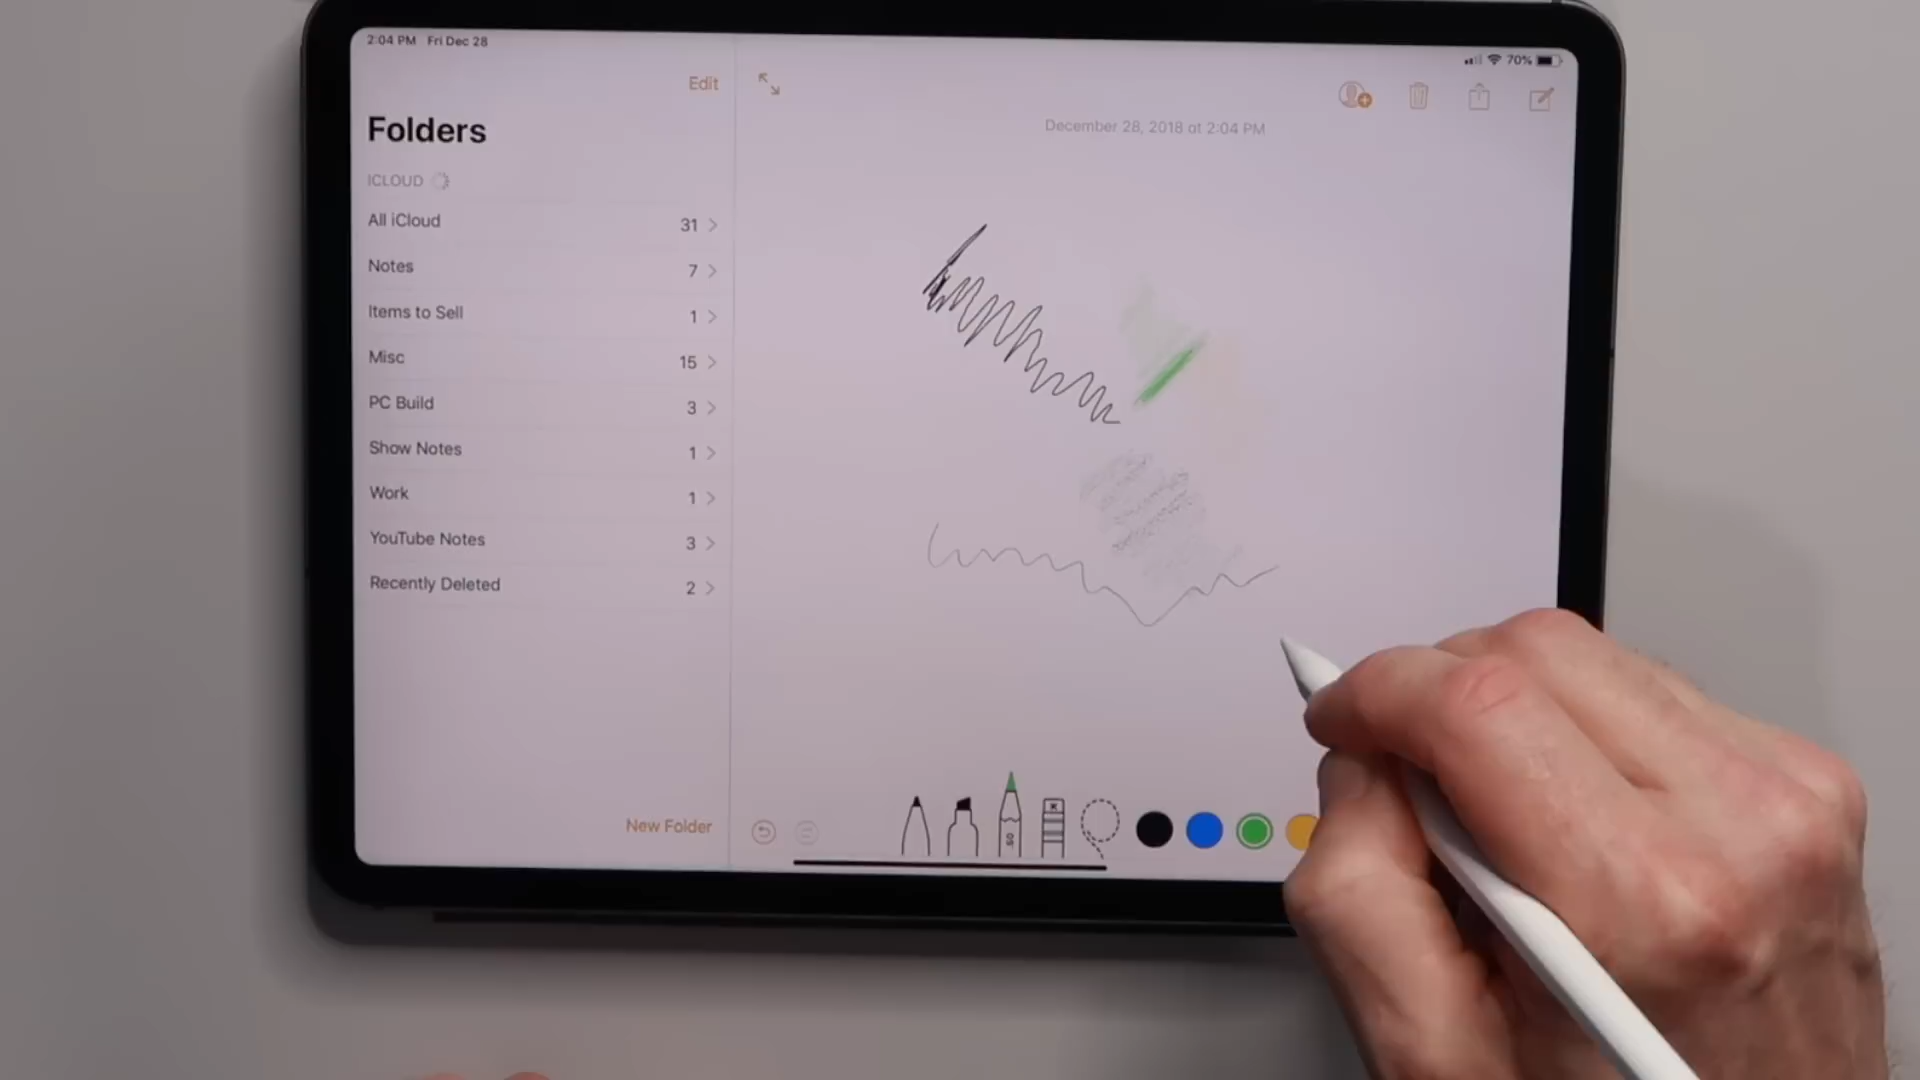 2:04 PM Fri Dec 28
70%
Edit
Folders
December 28, 2018 at 2:04 PM
ICLOUD
All iCloud 31
Notes 7
Items to Sell 1
Misc 15
PC Build 3
Show Notes 1
Work 1
YouTube Notes 3
Recently Deleted 2
New Folder